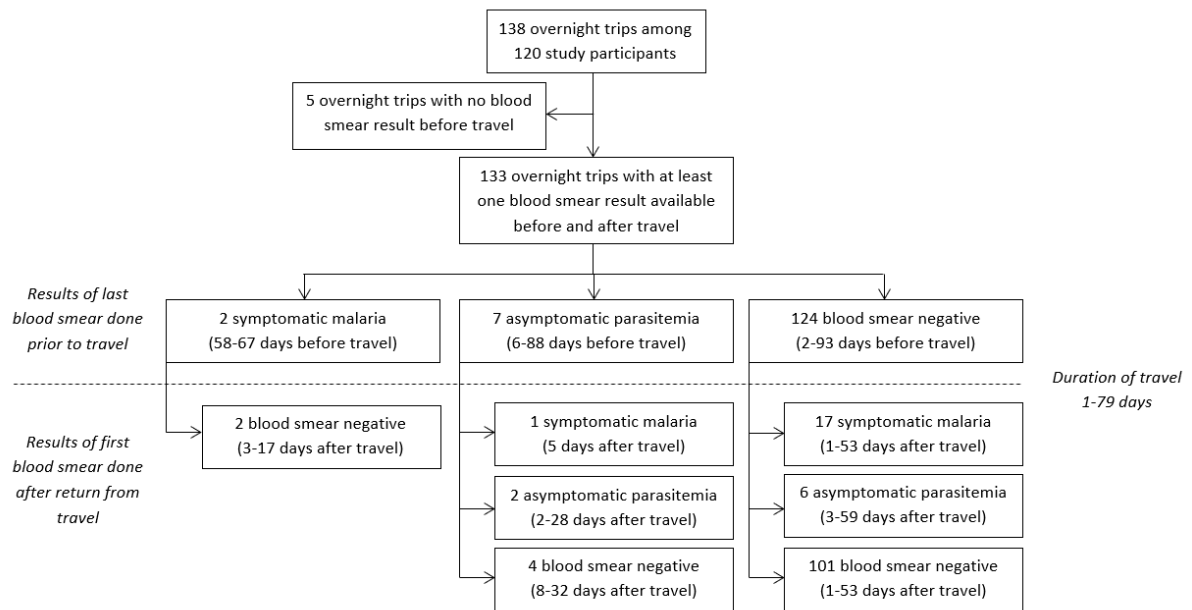 138 overnight trips among
120 study participants
5 overnight trips with no blood
smear result before travel
133 overnight trips with at least
one blood smear result available
before and after travel
Results of last
blood smear done
prior to travel
2 symptomatic malaria
(58-67 days before travel)
7 asymptomatic parasitemia
(6-88 days before travel)
124 blood smear negative
(2-93 days before travel)
Duration of travel
1-79 days
Results of first
blood smear done
after return from
travel
2 blood smear negative
(3-17 days after travel)
1 symptomatic malaria
(5 days after travel)
17 symptomatic malaria
(1-53 days after travel)
2 asymptomatic parasitemia
(2-28 days after travel)
6 asymptomatic parasitemia
(3-59 days after travel)
4 blood smear negative
(8-32 days after travel)
101 blood smear negative
(1-53 days after travel)